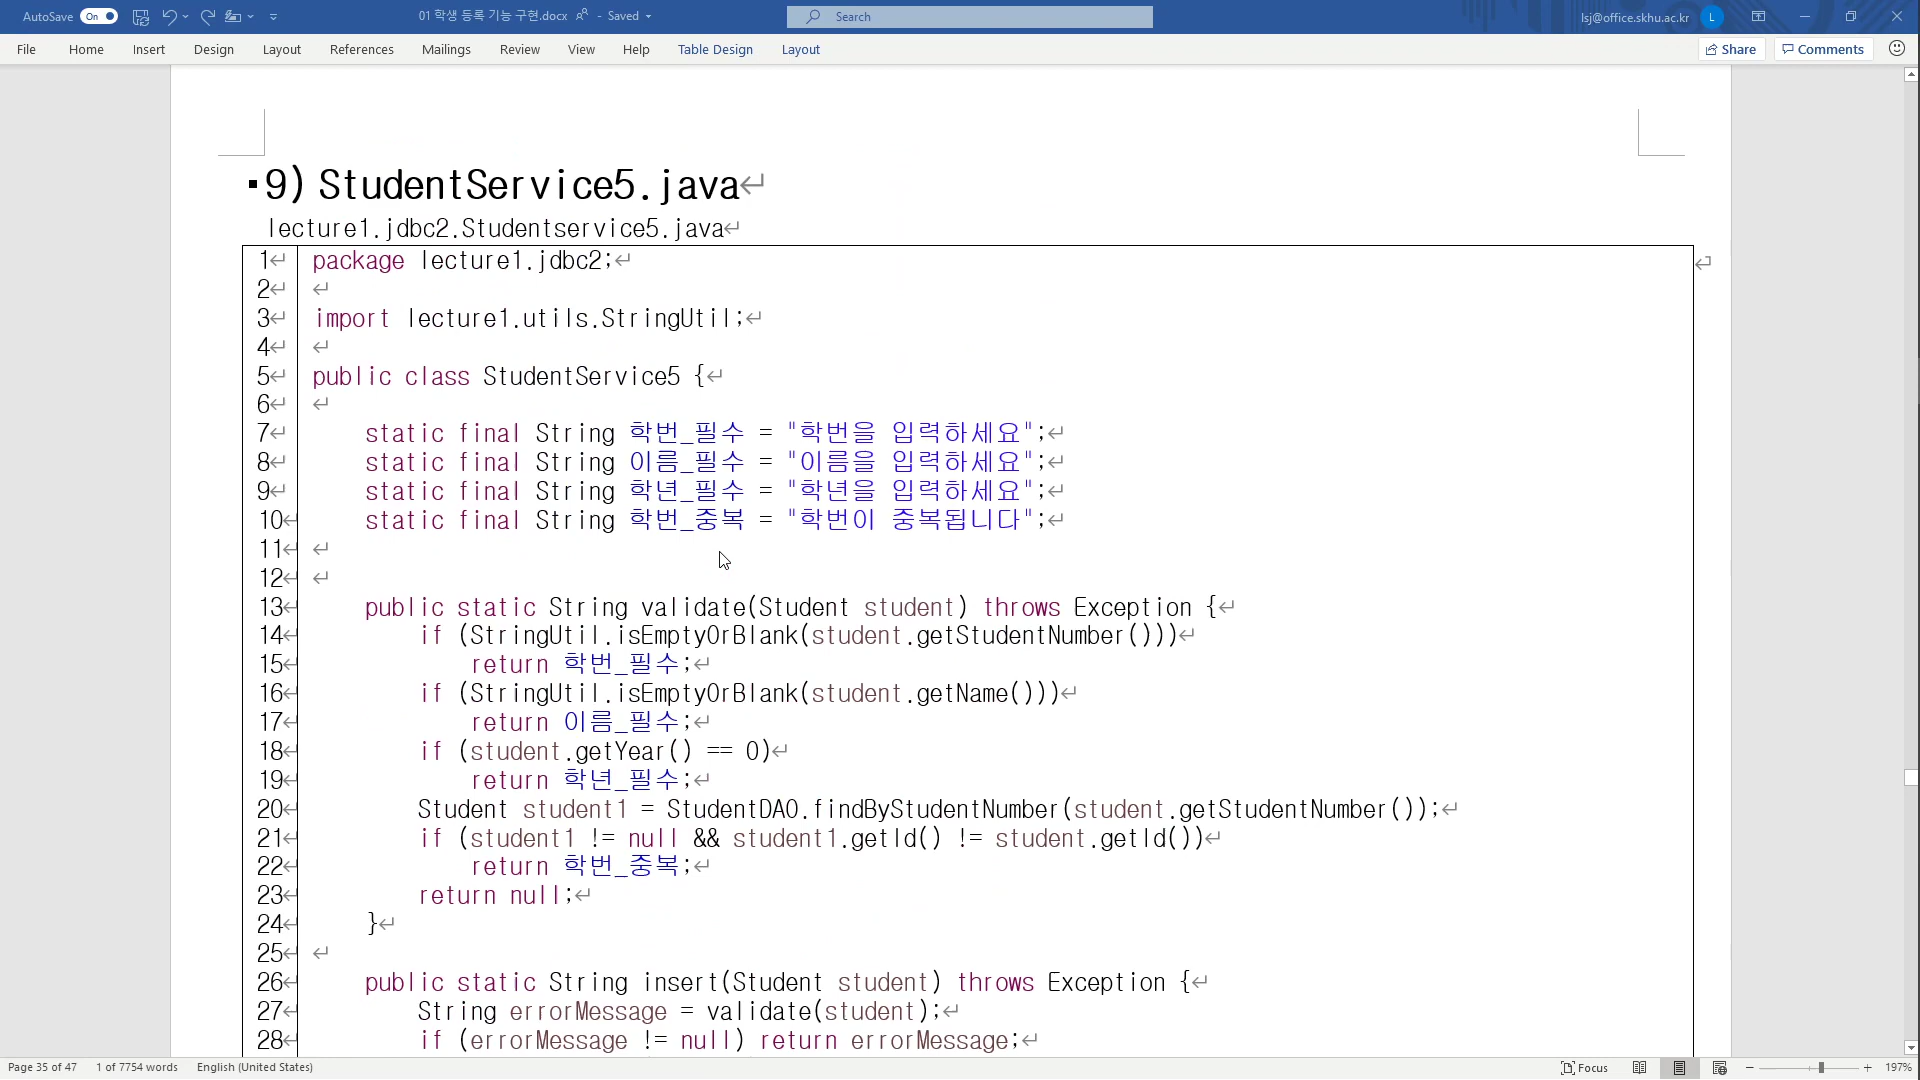 AutoSave On 01 학생 등록 기능 구현.docx - Saved Search lsj@office.skhu.ac.kr L
File Home Insert Design Layout References Mailings Review View Help Table Design Layout Share Comments
9) StudentService5.java
lecture1.jdbc2.Studentservice5.java
1 package lecture1.jdbc2;
2
3 import lecture1.utils.StringUtil;
4
5 public class StudentService5 {
6
7 static final String 학번_필수 = "학번을 입력하세요";
8 static final String 이름_필수 = "이름을 입력하세요";
9 static final String 학년_필수 = "학년을 입력하세요";
10 static final String 학번_중복 = "학번이 중복됩니다";
11
12
13 public static String validate(Student student) throws Exception {
14 if (StringUtil.isEmptyOrBlank(student.getStudentNumber()))
15 return 학번_필수;
16 if (StringUtil.isEmptyOrBlank(student.getName()))
17 return 이름_필수;
18 if (student.getYear() == 0)
19 return 학년_필수;
20 Student student1 = StudentDAO.findByStudentNumber(student.getStudentNumber());
21 if (student1 != null && student1.getId() != student.getId())
22 return 학번_중복;
23 return null;
24 }
25
26 public static String insert(Student student) throws Exception {
27 String errorMessage = validate(student);
28 if (errorMessage != null) return errorMessage;
Page 35 of 47 1 of 7754 words English (United States) Focus 197%